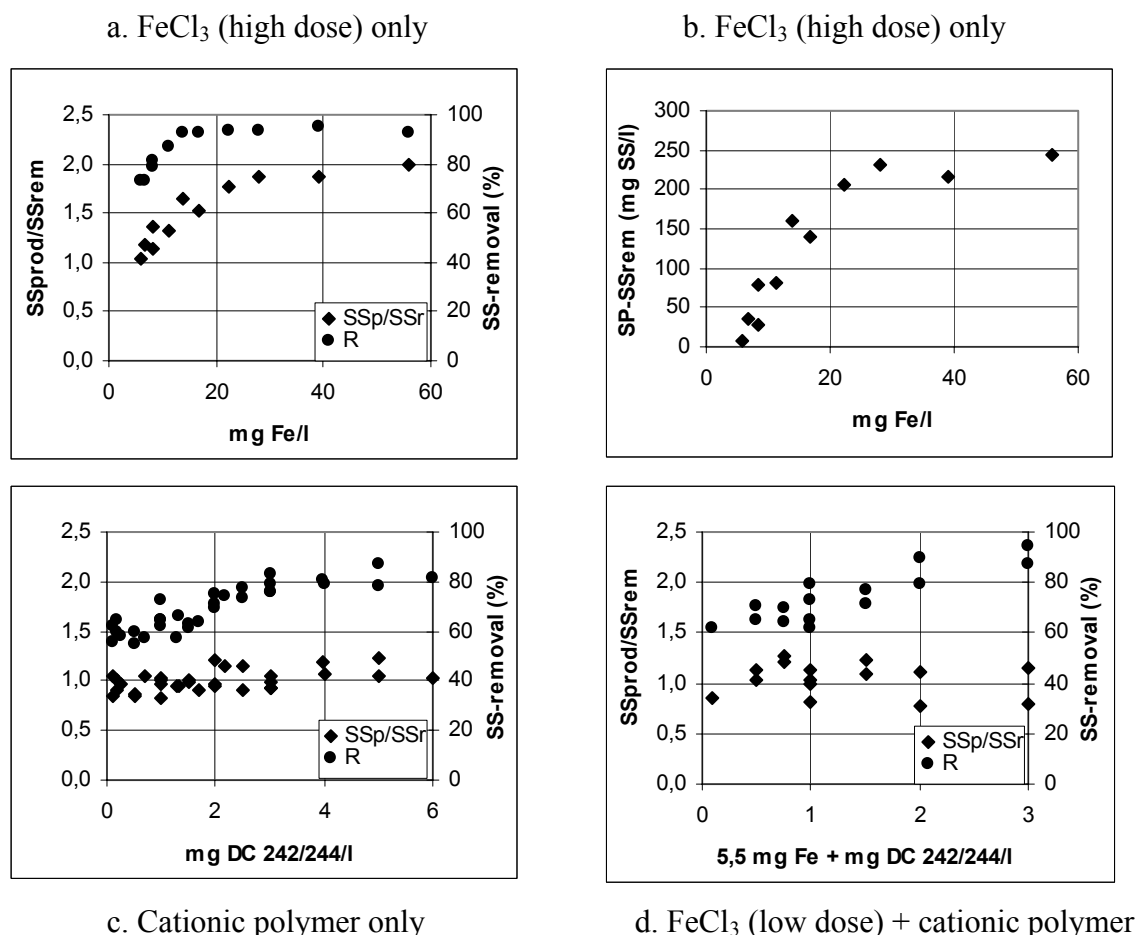 a. FeCl₃ (high dose) only
b. FeCl₃ (high dose) only
2,5
2,0
1,5
1,0
0,5
0,0
SSprod/SSrem
100
80
60
40
20
0
SS-removal (%)
SSp/SSr
R
0
20
40
60
mg Fe/l
300
250
200
150
100
50
0
SP-SSrem (mg SS/l)
0
20
40
60
mg Fe/l
2,5
2,0
1,5
1,0
0,5
0,0
SSprod/SSrem
100
80
60
40
20
0
SS-removal (%)
SSp/SSr
R
0
2
4
6
mg DC 242/244/l
2,5
2,0
1,5
1,0
0,5
0,0
SSprod/SSrem
100
80
60
40
20
0
SS-removal (%)
SSp/SSr
R
0
1
2
3
5,5 mg Fe + mg DC 242/244/l
c. Cationic polymer only
d. FeCl₃ (low dose) + cationic polymer